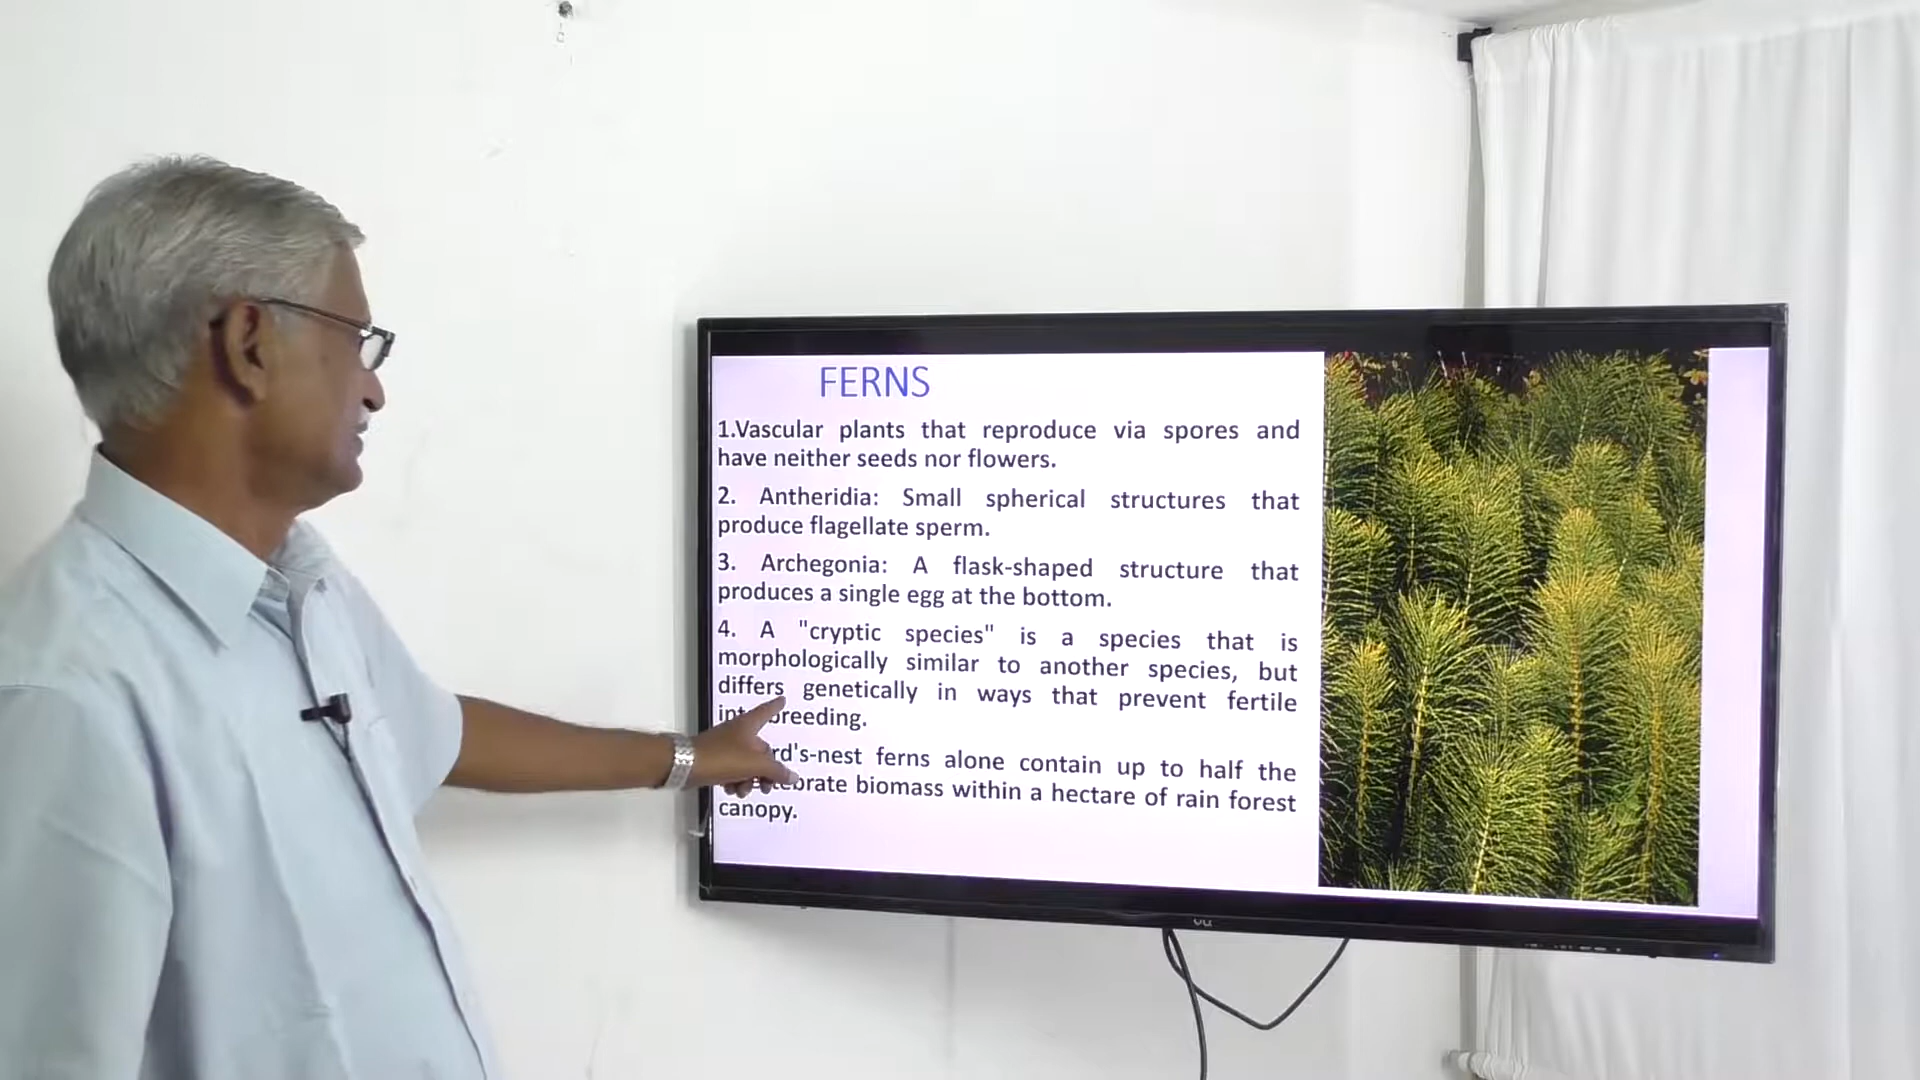 FERNS
1.Vascular plants that reproduce via spores and
have neither seeds nor flowers.
2. Antheridia: Small spherical structures that
produce flagellate sperm.
3. Archegonia: A flask-shaped structure that
produces a single egg at the bottom.
4. A "cryptic species" is a species that is
morphologically similar to another species, but
differs genetically in ways that prevent fertile
breeding.
ferns alone contain up to half the
biomass within a hectare of rain forest
canopy.